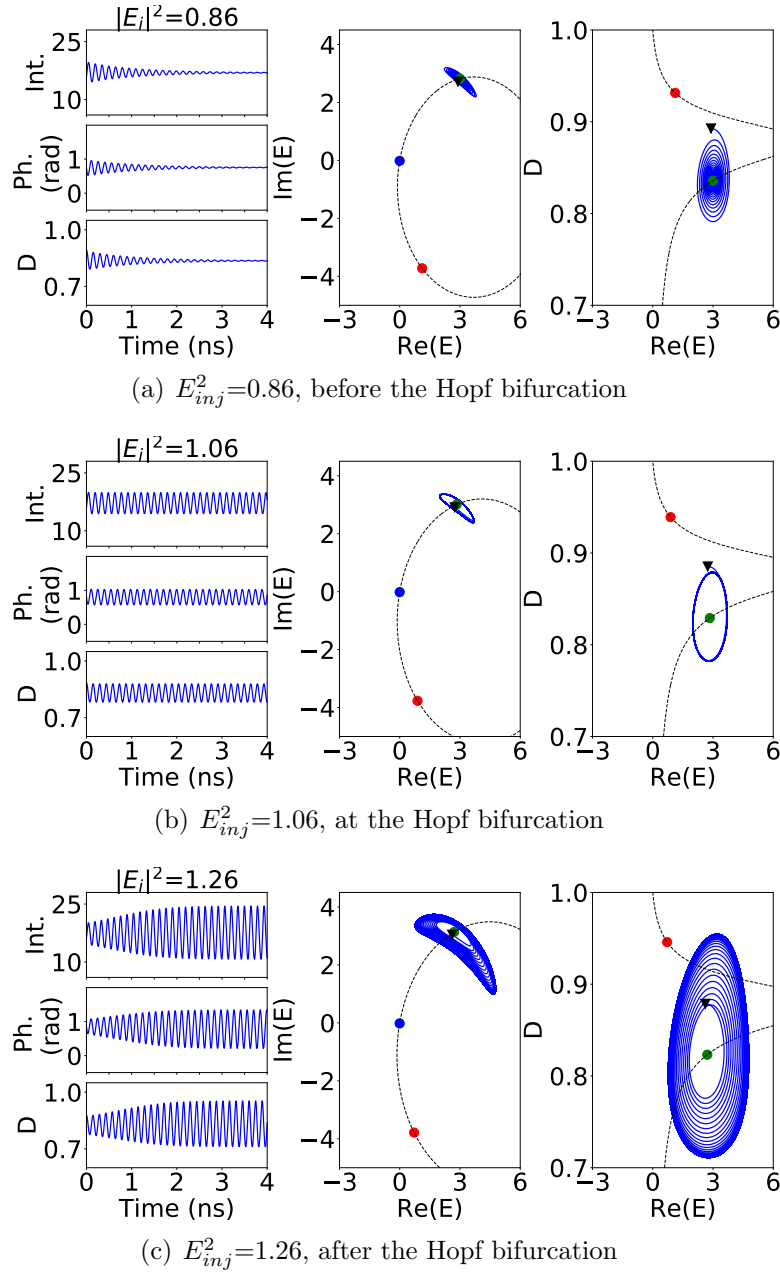 |E_i|²=0.86
25
10
Int.
1
0
Ph.
(rad)
1.0
0.7
D
0 1 2 3 4
Time (ns)
4
2
0
−2
−4
Im(E)
−3 0 3 6
Re(E)
1.0
0.9
0.8
0.7
D
−3 0 3 6
Re(E)
(a) E²_{inj}=0.86, before the Hopf bifurcation
|E_i|²=1.06
25
10
Int.
1
0
Ph.
(rad)
1.0
0.7
D
0 1 2 3 4
Time (ns)
4
2
0
−2
−4
Im(E)
−3 0 3 6
Re(E)
1.0
0.9
0.8
0.7
D
−3 0 3 6
Re(E)
(b) E²_{inj}=1.06, at the Hopf bifurcation
|E_i|²=1.26
25
10
Int.
1
0
Ph.
(rad)
1.0
0.7
D
0 1 2 3 4
Time (ns)
4
2
0
−2
−4
Im(E)
−3 0 3 6
Re(E)
1.0
0.9
0.8
0.7
D
−3 0 3 6
Re(E)
(c) E²_{inj}=1.26, after the Hopf bifurcation